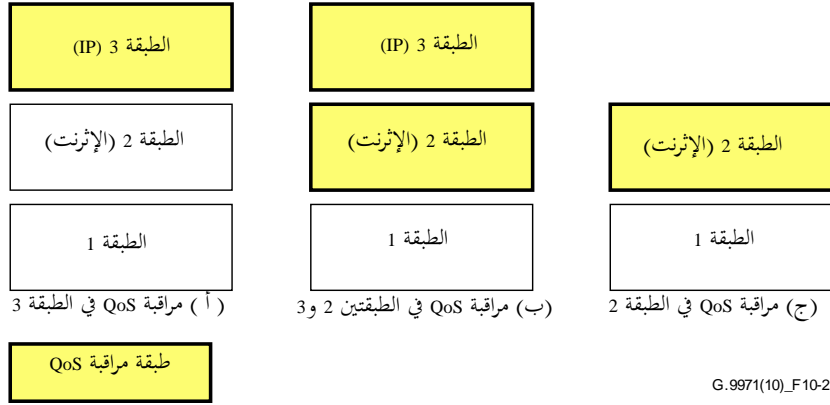 الطبقة 3 (IP)
الطبقة 3 (IP)
الطبقة 2 (الإثرنت)
الطبقة 2 (الإثرنت)
الطبقة 2 (الإثرنت)
الطبقة 1
الطبقة 1
الطبقة 1
(ج) مراقبة QoS في الطبقة 2
(ب) مراقبة QoS في الطبقتين 2 و3
( أ ) مراقبة QoS في الطبقة 3
طبقة مراقبة QoS
G.9971(10)_F10-2